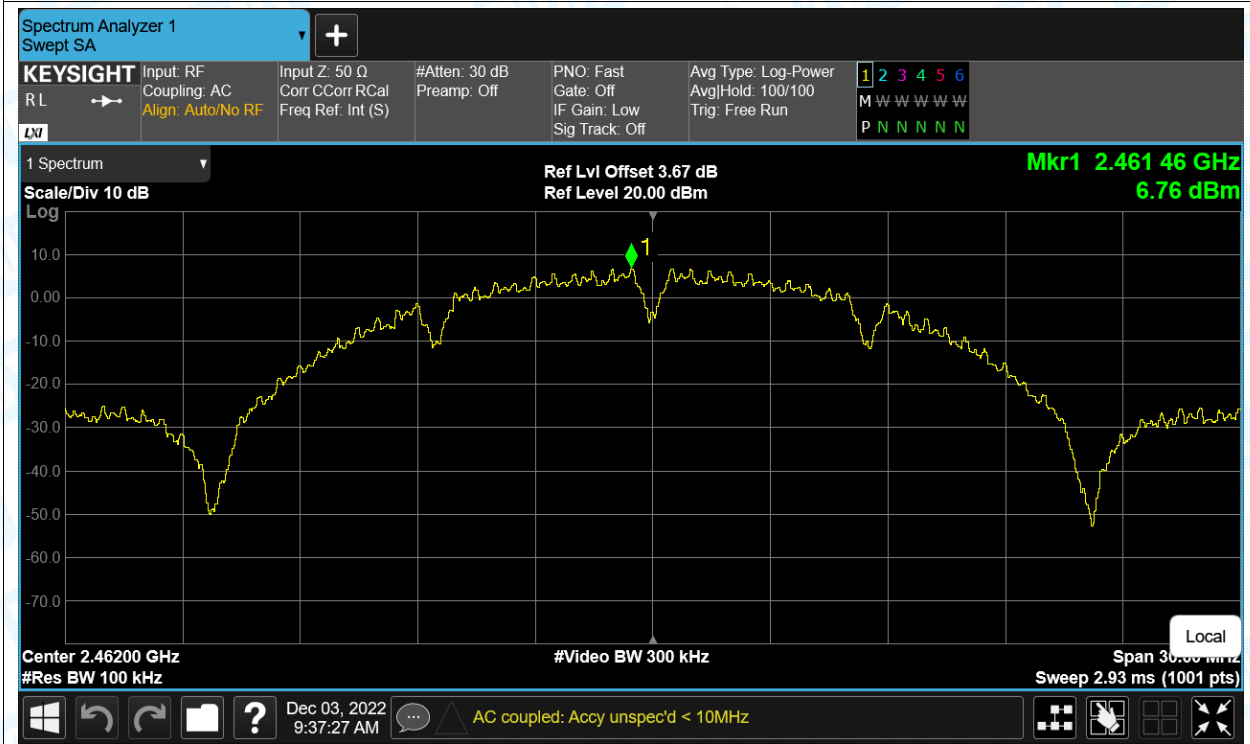 Spectrum Analyzer 1
Swept SA
+
KEYSIGHT
R L
LXI
Input: RF
Coupling: AC
Align: Auto/No RF
Input Z: 50 Ω
Corr CCorr RCal
Freq Ref: Int (S)
#Atten: 30 dB
Preamp: Off
PNO: Fast
Gate: Off
IF Gain: Low
Sig Track: Off
Avg Type: Log-Power
Avg|Hold: 100/100
Trig: Free Run
1 2 3 4 5 6
M W W W W W W
P N N N N N N
1 Spectrum
Scale/Div 10 dB
Ref Lvl Offset 3.67 dB
Ref Level 20.00 dBm
Mkr1 2.461 46 GHz
6.76 dBm
Log
1
10.0
0.00
-10.0
-20.0
-30.0
-40.0
-50.0
-60.0
-70.0
Local
Center 2.46200 GHz
#Res BW 100 kHz
#Video BW 300 kHz
Span 30.00 MHz
Sweep 2.93 ms (1001 pts)
?
Dec 03, 2022
9:37:27 AM
AC coupled: Accy unspec'd < 10MHz